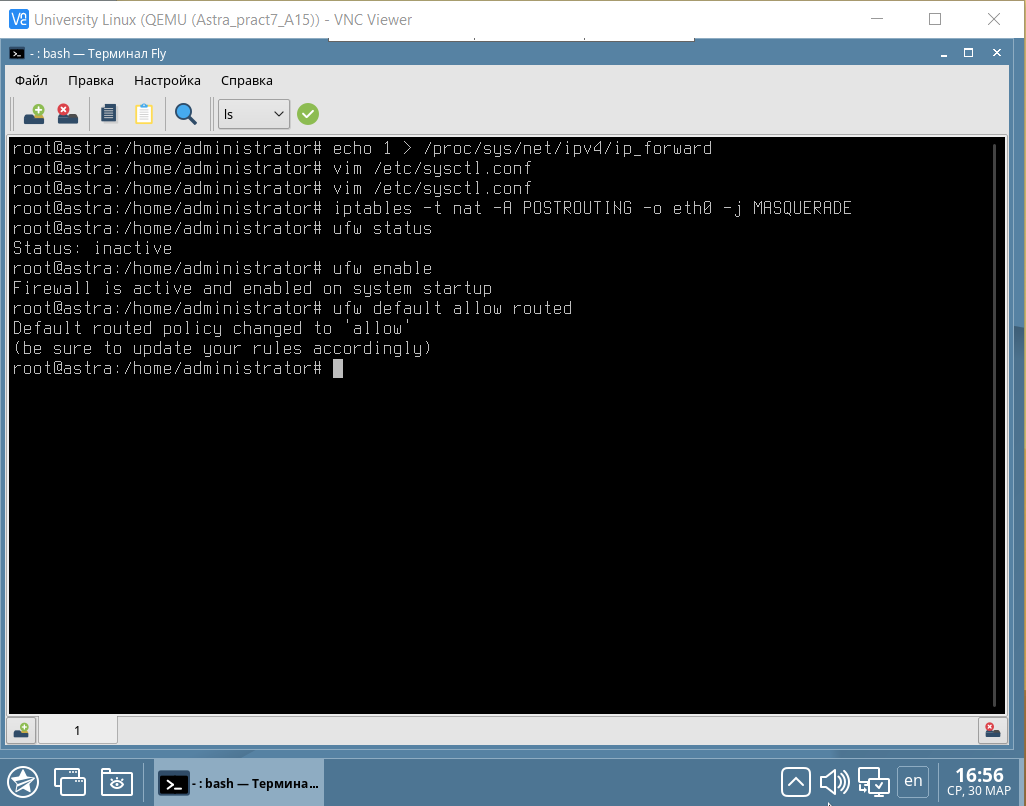 University Linux (QEMU (Astra_pract7_A15)) - VNC Viewer
- : bash — Терминал Fly
Файл Правка Настройка Справка
ls
root@astra:/home/administrator# echo 1 > /proc/sys/net/ipv4/ip_forward
root@astra:/home/administrator# vim /etc/sysctl.conf
root@astra:/home/administrator# vim /etc/sysctl.conf
root@astra:/home/administrator# iptables -t nat -A POSTROUTING -o eth0 -j MASQUERADE
root@astra:/home/administrator# ufw status
Status: inactive
root@astra:/home/administrator# ufw enable
Firewall is active and enabled on system startup
root@astra:/home/administrator# ufw default allow routed
Default routed policy changed to 'allow'
(be sure to update your rules accordingly)
root@astra:/home/administrator#
1
- : bash — Термина...
en
16:56
СР, 30 МАР